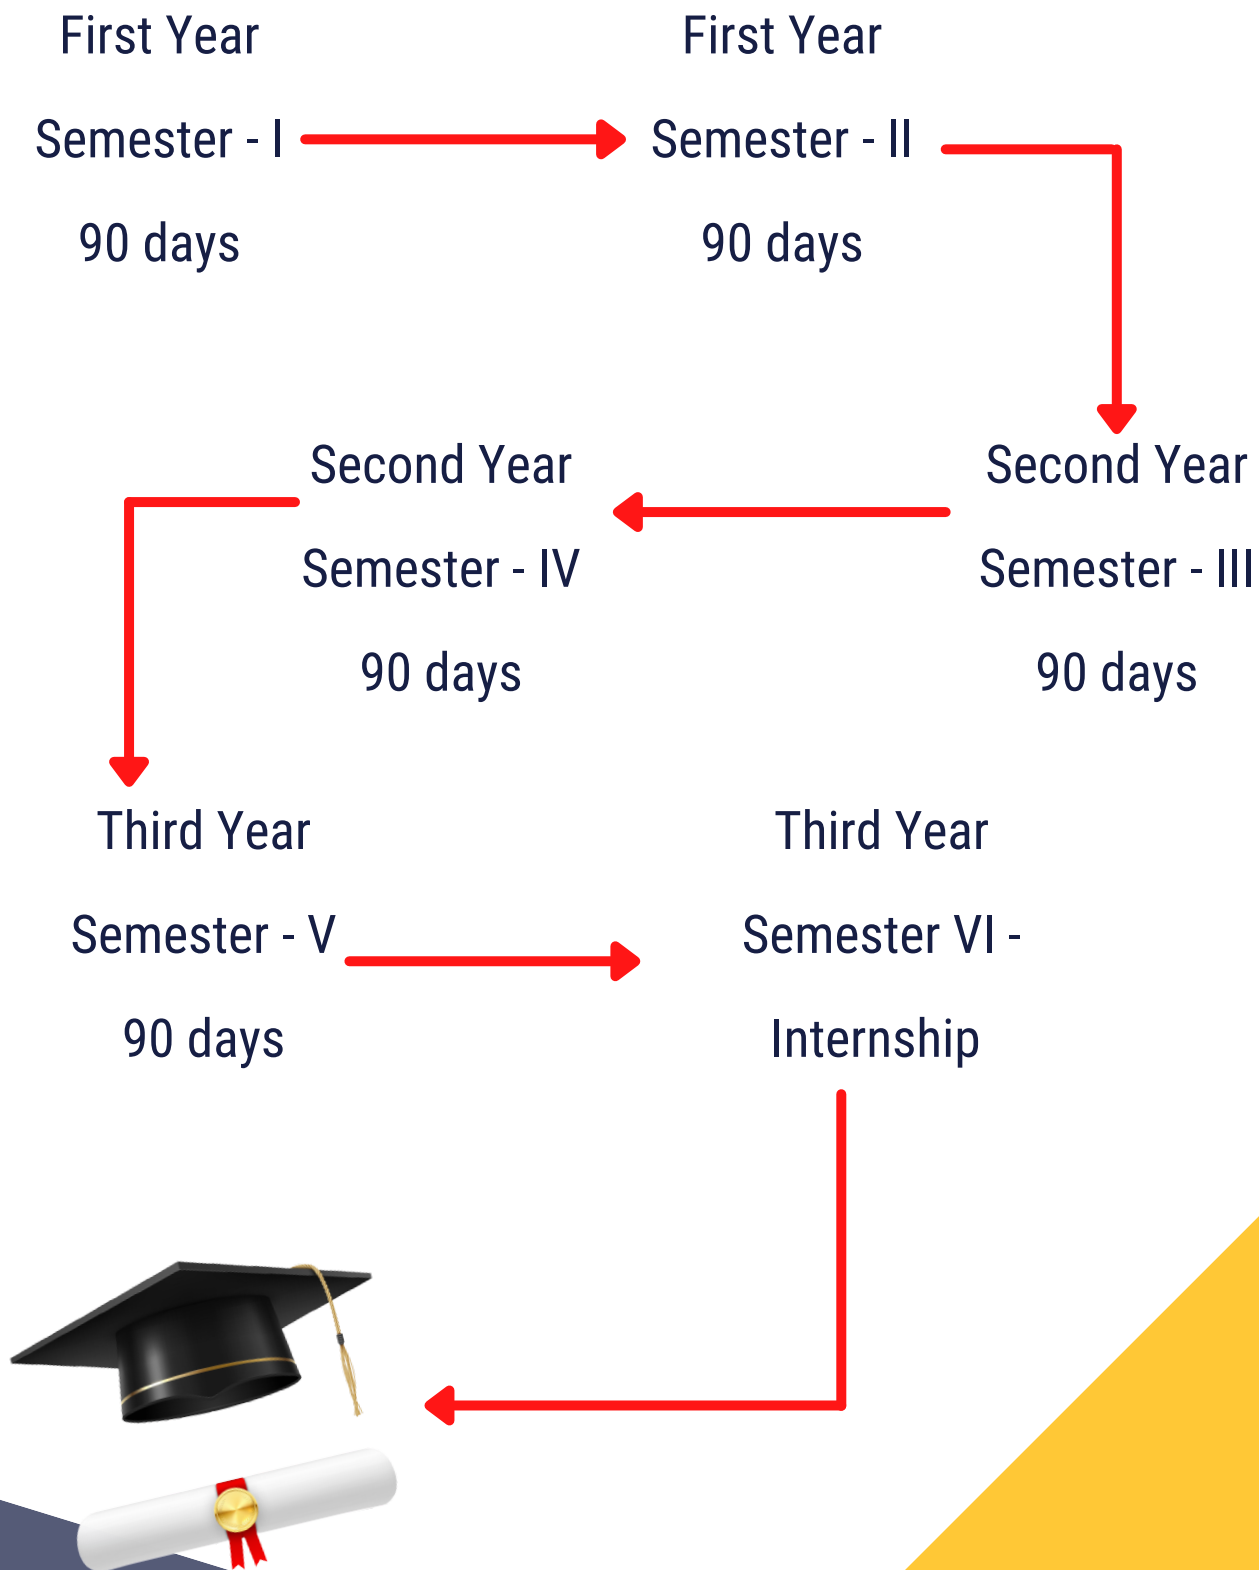 First Year
Semester - I
90 days
First Year
Semester - II
90 days
Second Year
Semester - III
90 days
Second Year
Semester - IV
90 days
Third Year
Semester - V
90 days
Third Year
Semester VI -
Internship